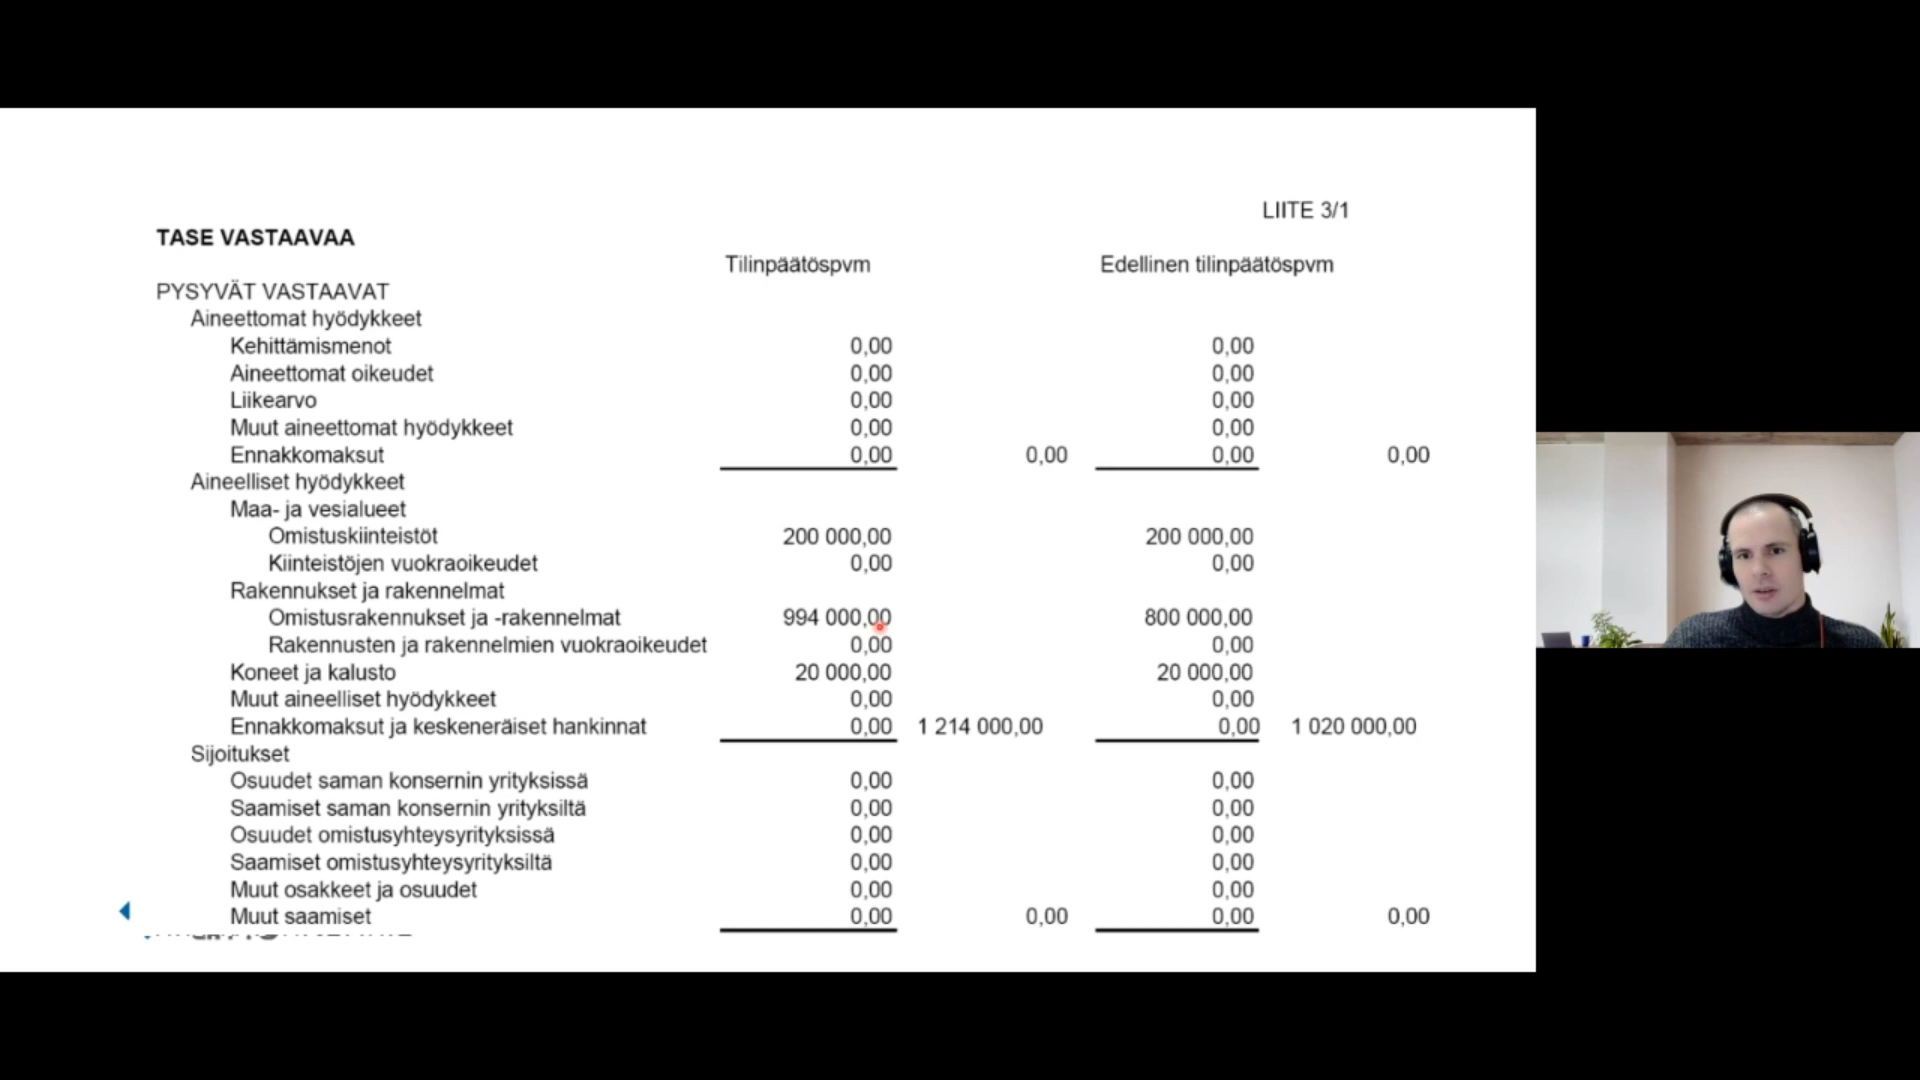 LIITE 3/1
TASE VASTAAVAA
Tilinpäätöspvm Edellinen tilinpäätöspvm
PYSYVÄT VASTAAVAT
Aineettomat hyödykkeet
Kehittämismenot 0,00 0,00
Aineettomat oikeudet 0,00 0,00
Liikearvo 0,00 0,00
Muut aineettomat hyödykkeet 0,00 0,00
Ennakkomaksut 0,00 0,00 0,00 0,00
Aineelliset hyödykkeet
Maa- ja vesialueet
Omistuskiinteistöt 200 000,00 200 000,00
Kiinteistöjen vuokraoikeudet 0,00 0,00
Rakennukset ja rakennelmat
Omistusrakennukset ja -rakennelmat 994 000,00 800 000,00
Rakennusten ja rakennelmien vuokraoikeudet 0,00 0,00
Koneet ja kalusto 20 000,00 20 000,00
Muut aineelliset hyödykkeet 0,00 0,00
Ennakkomaksut ja keskeneräiset hankinnat 0,00 1 214 000,00 0,00 1 020 000,00
Sijoitukset
Osuudet saman konsernin yrityksissä 0,00 0,00
Saamiset saman konsernin yrityksiltä 0,00 0,00
Osuudet omistusyhteysyrityksissä 0,00 0,00
Saamiset omistusyhteysyrityksiltä 0,00 0,00
Muut osakkeet ja osuudet 0,00 0,00
Muut saamiset 0,00 0,00 0,00 0,00